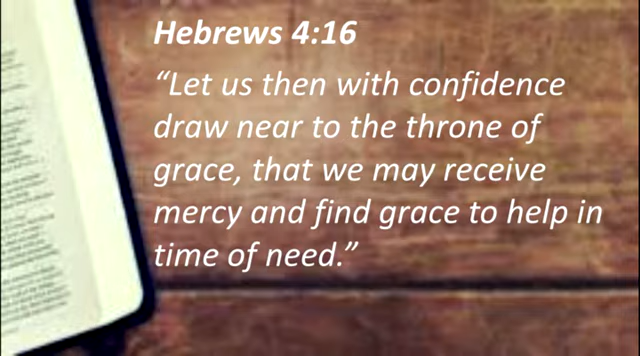 Hebrews 4:16
“Let us then with confidence
draw near to the throne of
grace, that we may receive
mercy and find grace to help in
time of need.”